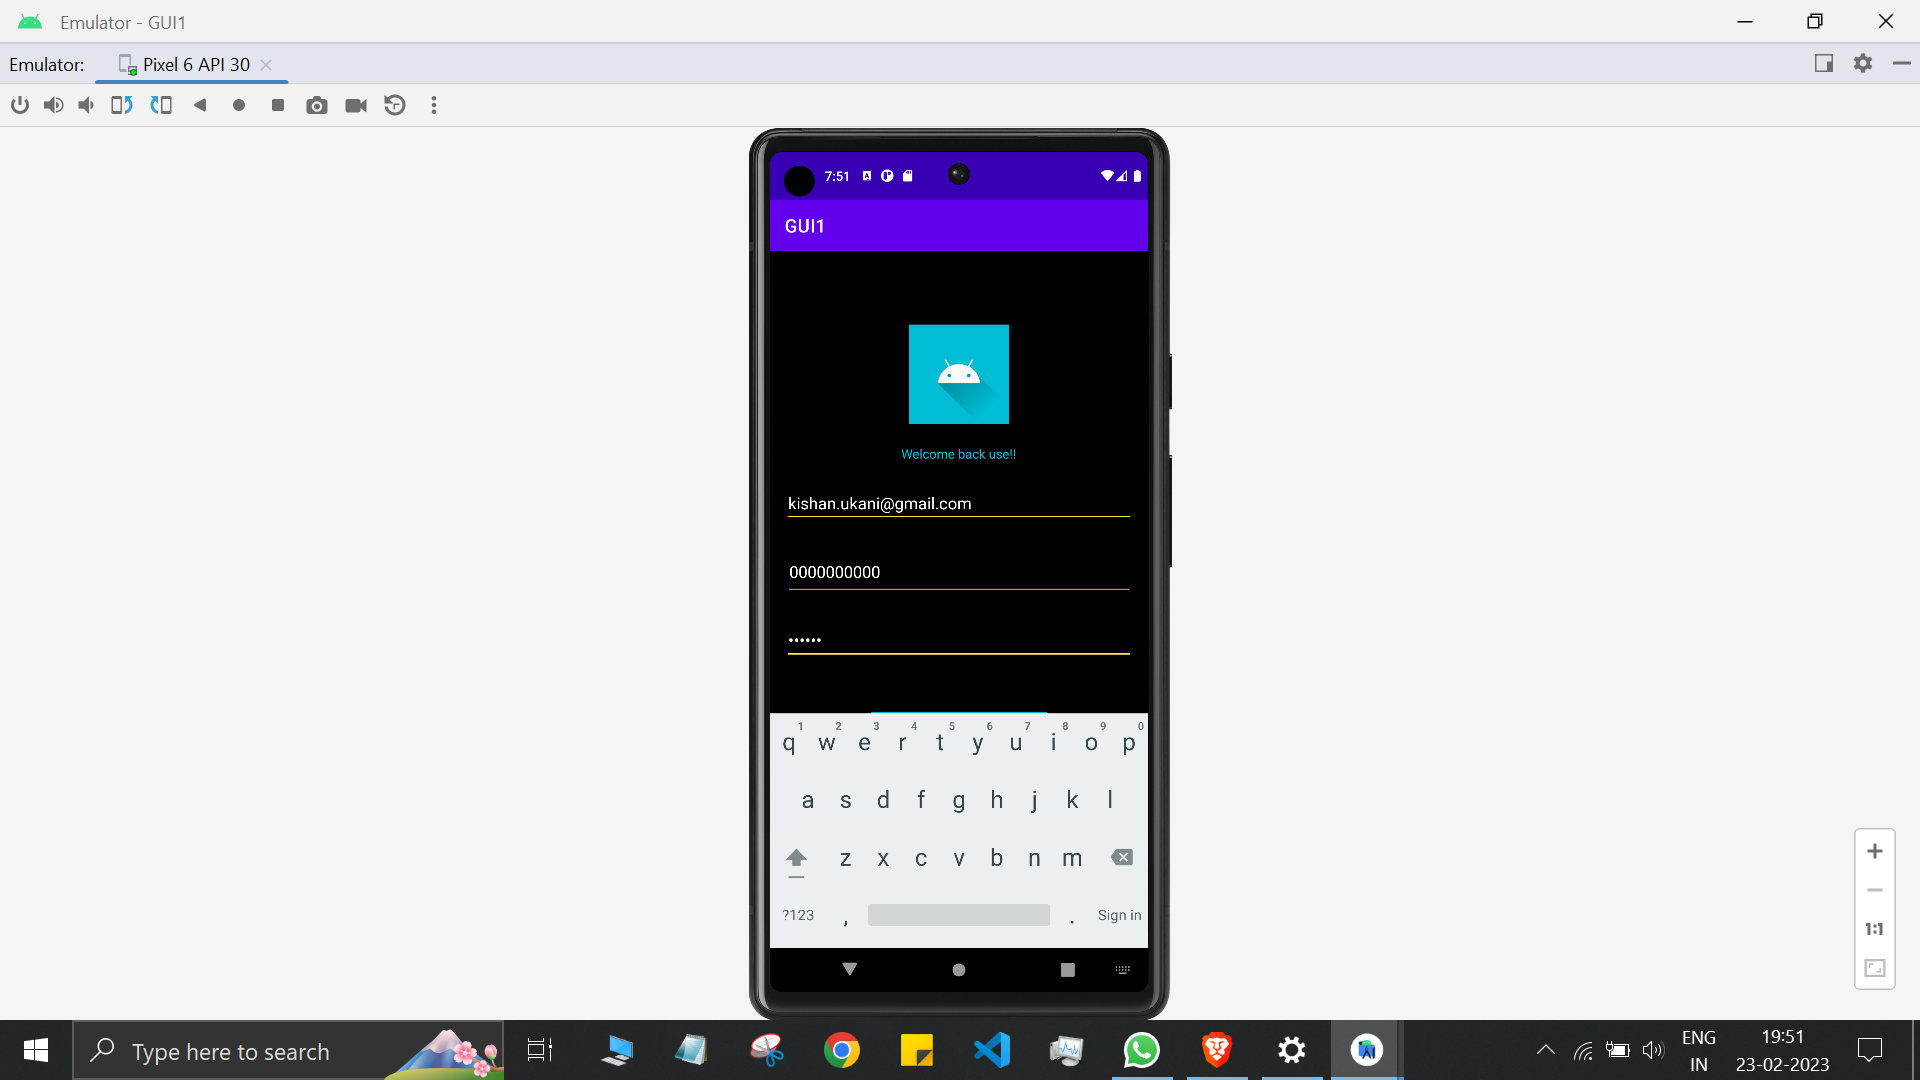 Emulator - GUI1
Emulator: Pixel 6 API 30
7:51
GUI1
Welcome back use!!
kishan.ukani@gmail.com
0000000000
••••••
1 2 3 4 5 6 7 8 9 0
q w e r t y u i o p
a s d f g h j k l
z x c v b n m
?123 , . Sign in
1:1
Type here to search
ENG
IN
19:51
23-02-2023